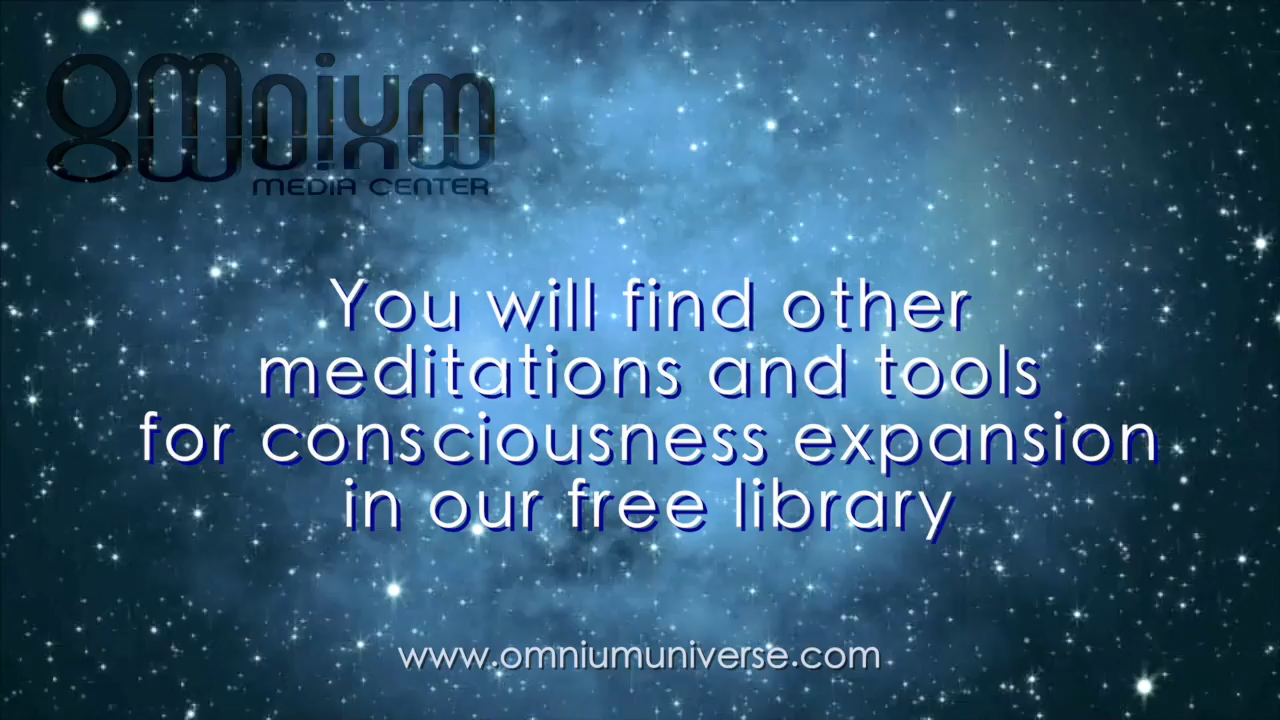 OMnium
MEDIA CENTER
You will find other
meditations and tools
for consciousness expansion
in our free library
www.omniumuniverse.com